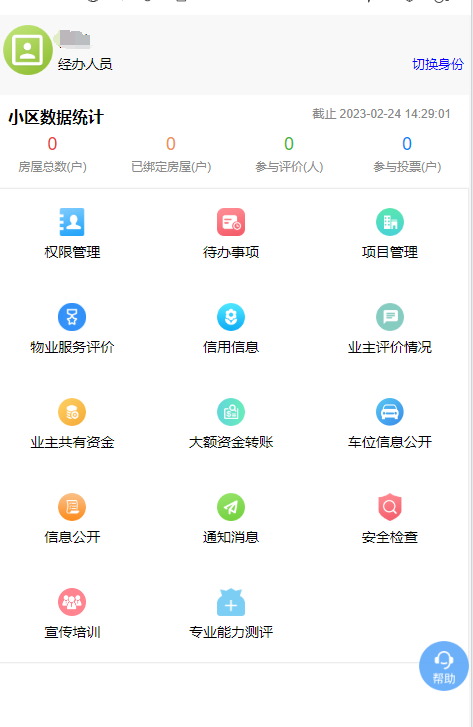 经办人员
切换身份
小区数据统计
截止 2023-02-24 14:29:01
0 0 0 0
房屋总数(户) 已绑定房屋(户) 参与评价(人) 参与投票(户)
权限管理 待办事项 项目管理
物业服务评价 信用信息 业主评价情况
业主共有资金 大额资金转账 车位信息公开
信息公开 通知消息 安全检查
宣传培训 专业能力测评
帮助